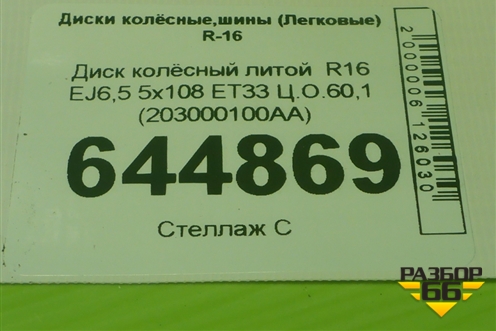 Диски колёсные,шины (Легковые)
R-16
Диск колёсный литой R16
EJ6,5 5x108 ET33 Ц.О.60,1
(203000100AA)
644869
Стеллаж С
2000006126030
РАЗБОР
66